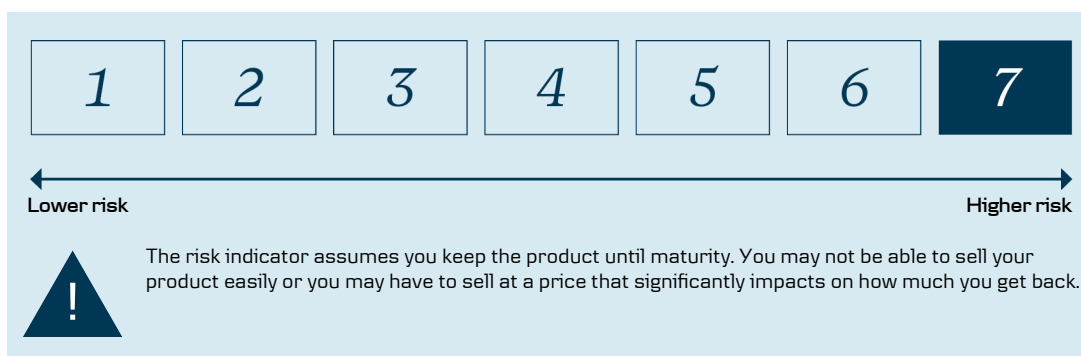 1 2 3 4 5 6 7
Lower risk Higher risk
The risk indicator assumes you keep the product until maturity. You may not be able to sell your
product easily or you may have to sell at a price that significantly impacts on how much you get back.
!